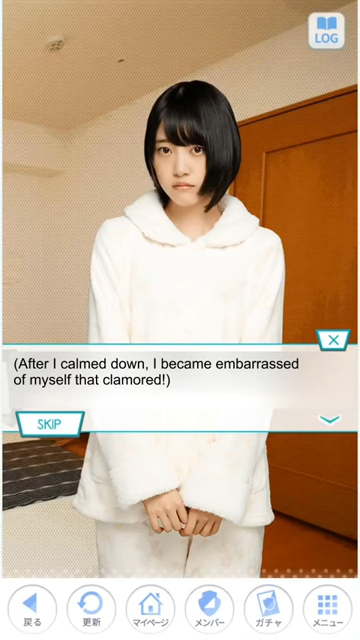 LOG
(After I calmed down, I became embarrassed
of myself that clamored!)
SKIP
戻る
更新
マイページ
メンバー
ガチャ
メニュー